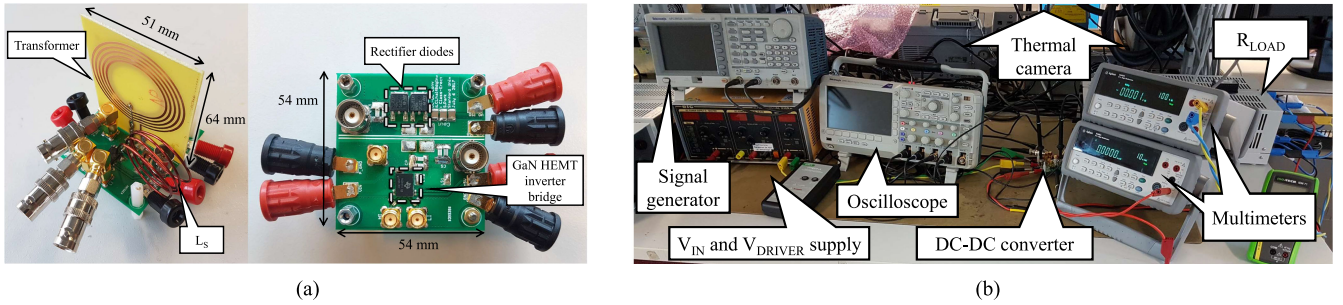 51 mm
Transformer
64 mm
L_S
Rectifier diodes
54 mm
GaN HEMT
inverter
bridge
54 mm
(a)
Thermal
camera
R_LOAD
Signal
generator
Oscilloscope
V_IN and V_DRIVER supply
DC-DC converter
Multimeters
(b)